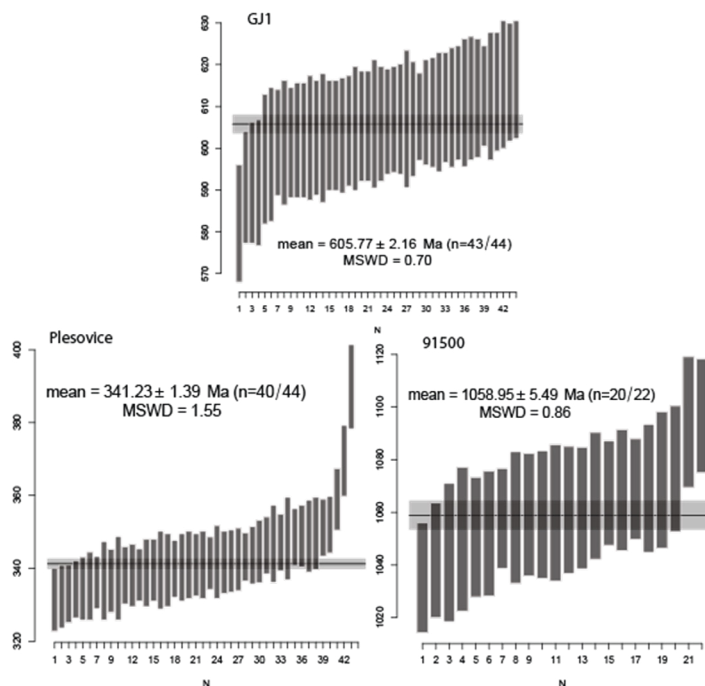 GJ1
630
620
610
600
590
580
570
mean = 605.77 ± 2.16 Ma (n=43/44)
MSWD = 0.70
1 3 5 7 9 12 15 18 21 24 27 30 33 36 39 42
N
Plesovice
400
380
360
340
320
mean = 341.23 ± 1.39 Ma (n=40/44)
MSWD = 1.55
1 3 5 7 9 12 15 18 21 24 27 30 33 36 39 42
N
91500
1120
1100
1080
1060
1040
1020
mean = 1058.95 ± 5.49 Ma (n=20/22)
MSWD = 0.86
1 2 3 4 5 6 7 8 9 11 13 15 17 19 21
N